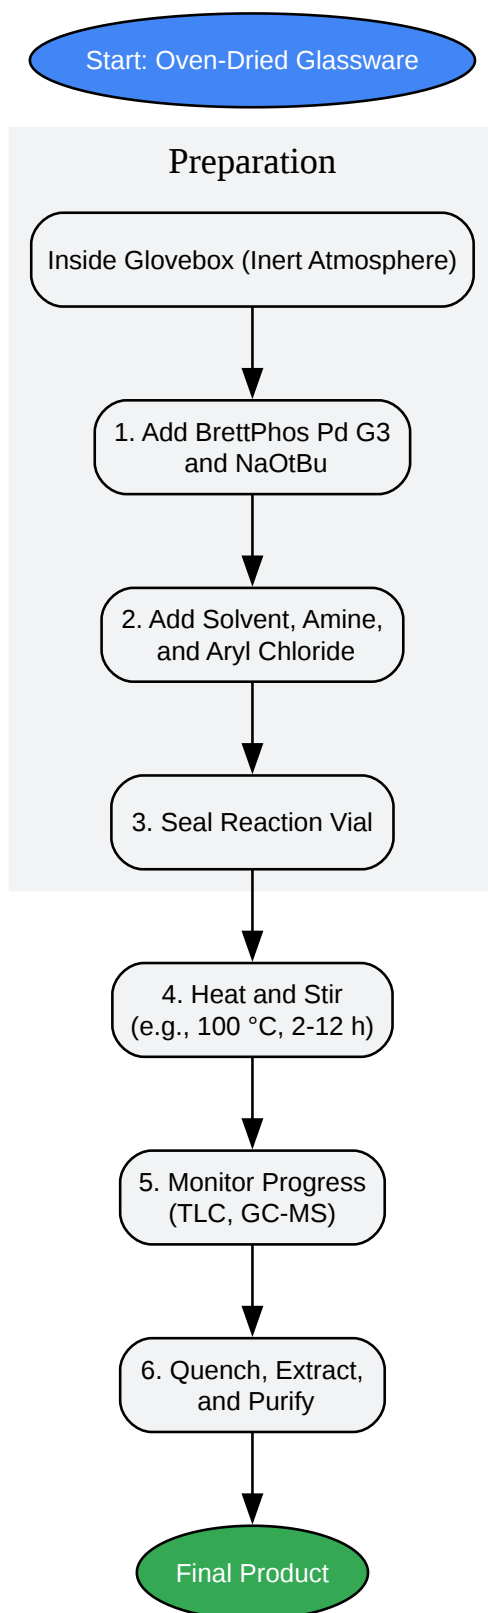 Start: Oven-Dried Glassware
Preparation
Inside Glovebox (Inert Atmosphere)
1. Add BrettPhos Pd G3
and NaOtBu
2. Add Solvent, Amine,
and Aryl Chloride
3. Seal Reaction Vial
4. Heat and Stir
(e.g., 100 °C, 2-12 h)
5. Monitor Progress
(TLC, GC-MS)
6. Quench, Extract,
and Purify
Final Product